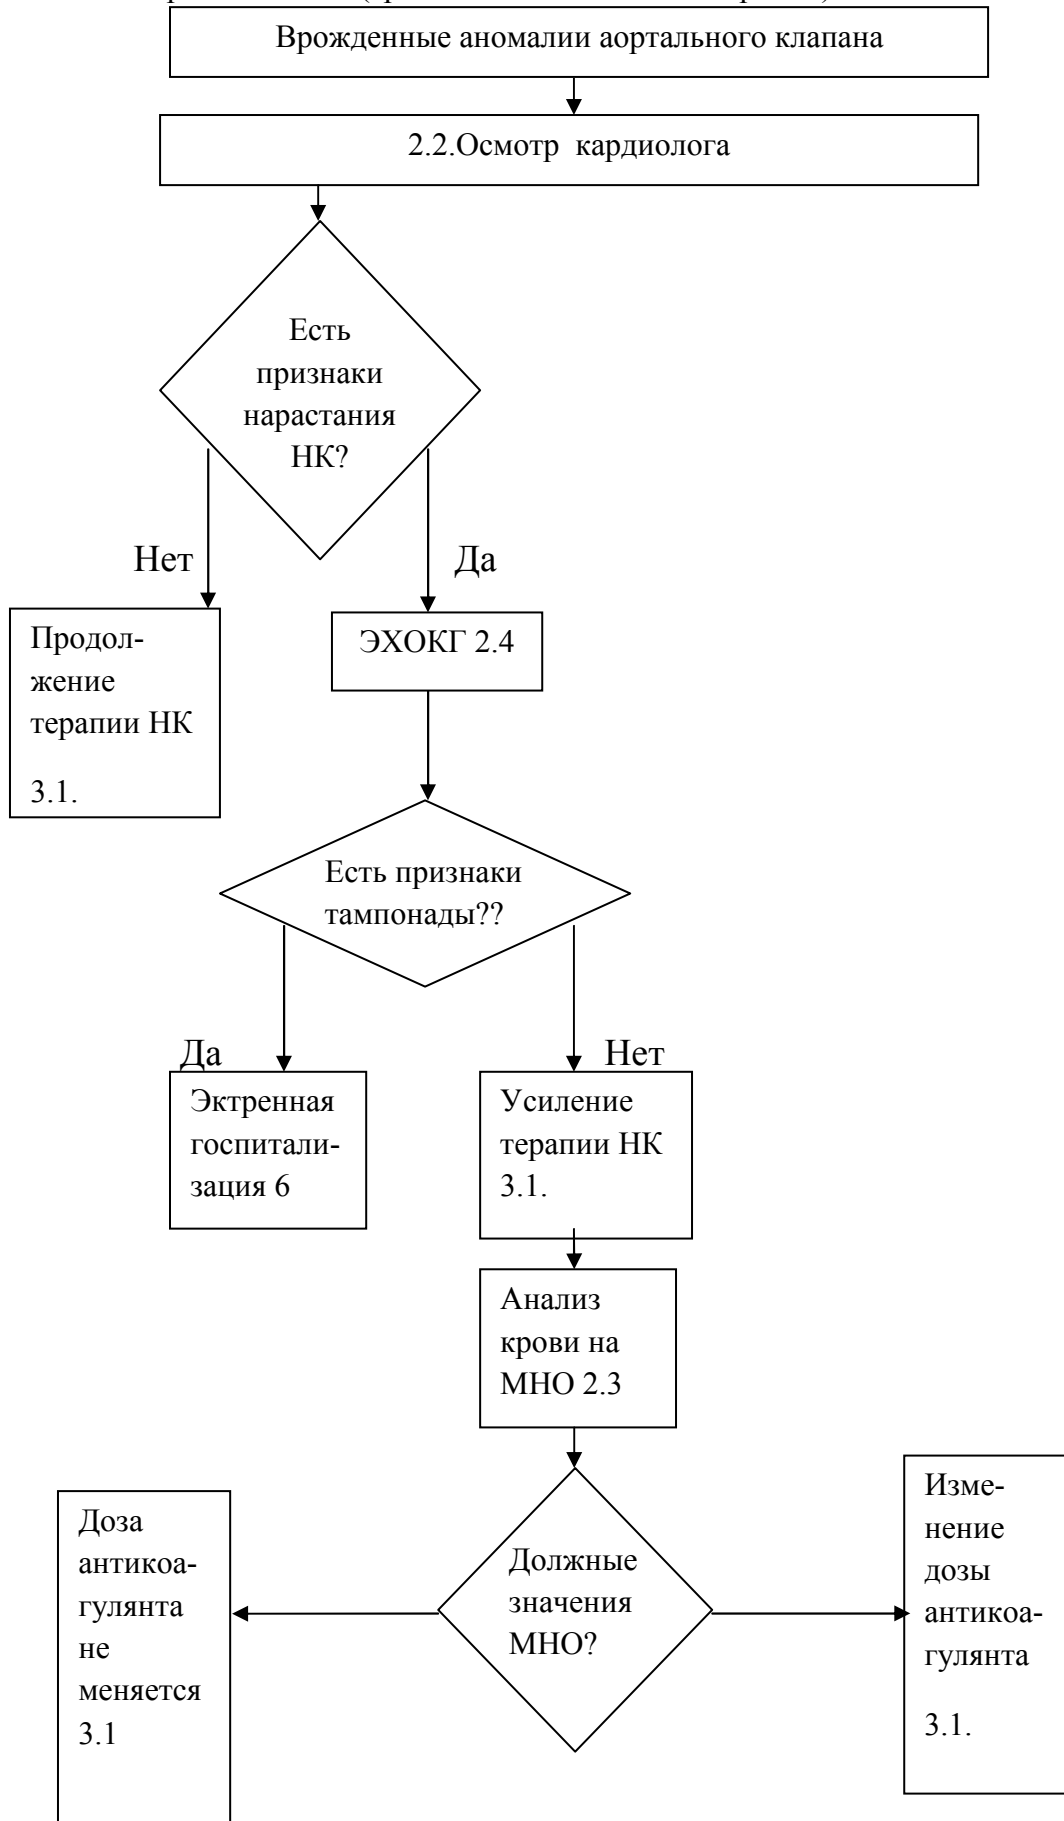 Врожденные аномалии аортального клапана
2.2.Осмотр кардиолога
Есть
признаки
нарастания
НК?
Нет
Да
Продол-
жение
терапии НК
3.1.
ЭХОКГ 2.4
Есть признаки
тампонады??
Да
Нет
Эктренная
госпитали-
зация 6
Усиление
терапии НК
3.1.
Анализ
крови на
МНО 2.3
Доза
антикоа-
гулянта
не
меняется
3.1
Должные
значения
МНО?
Изме-
нение
дозы
антикоа-
гулянта
3.1.